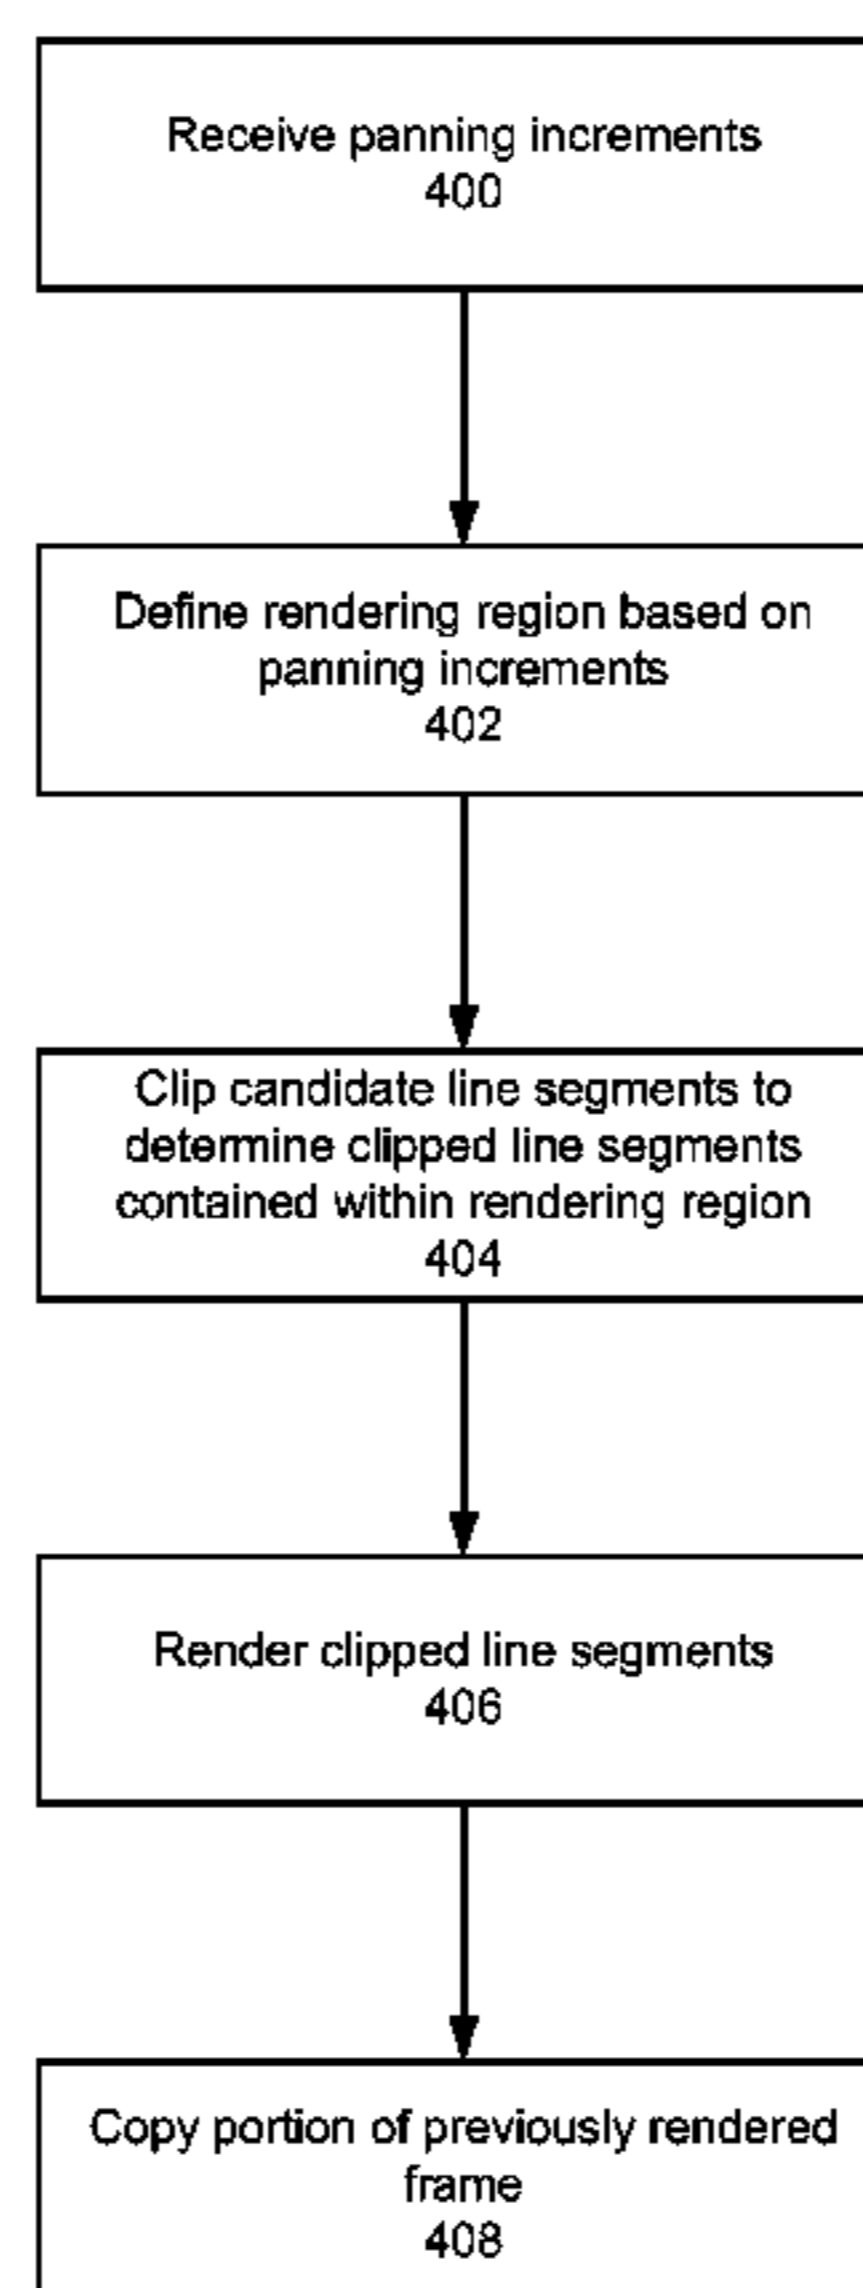 Receive panning increments
400
Define rendering region based on
panning increments
402
Clip candidate line segments to
determine clipped line segments
contained within rendering region
404
Render clipped line segments
406
Copy portion of previously rendered
frame
408